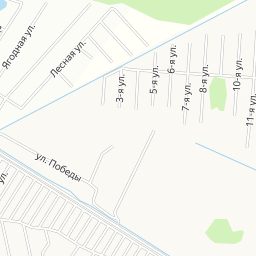 Ягодная ул.
Лесная ул.
3-я ул.
5-я ул.
6-я ул.
7-я ул.
8-я ул.
10-я ул.
11-я ул.
ул. Победы
ул.